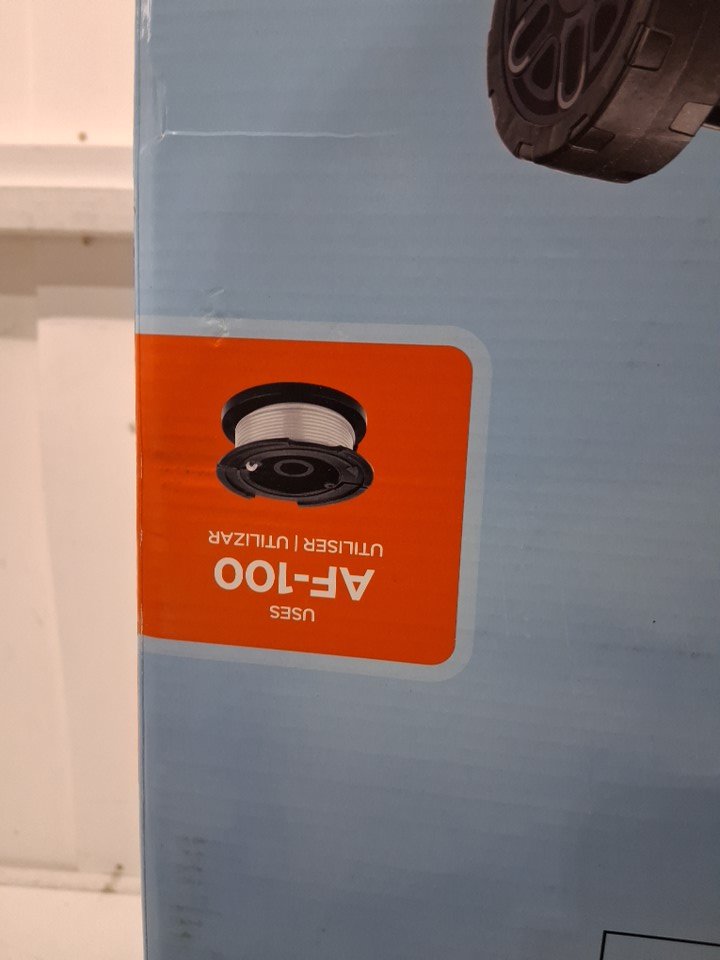 USES
AF-100
UTILISER | UTILIZAR